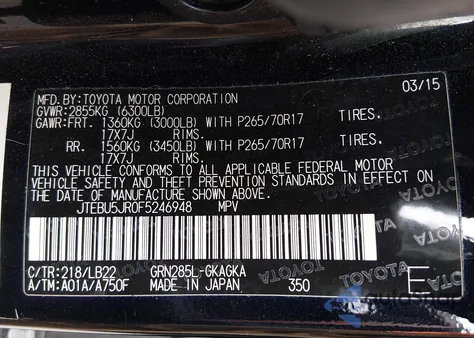 MFD.BY:TOYOTA MOTOR CORPORATION 03/15
GVWR:2855KG (6300LB)
GAWR:FRT. 1360KG (3000LB) WITH P265/70R17 TIRES,
17X7J RIMS.
RR. 1560KG (3450LB) WITH P265/70R17 TIRES,
17X7J RIMS.
THIS VEHICLE CONFORMS TO ALL APPLICABLE FEDERAL MOTOR
VEHICLE SAFETY AND THEFT PREVENTION STANDARDS IN EFFECT ON
THE DATE OF MANUFACTURE SHOWN ABOVE.
JTEBU5JR0F5246948 MPV
C/TR:218/LB22 GRN285L-GKAGKA
A/TM:A01A/A750F MADE IN JAPAN 350 E
TOYOTA
TOYOTA
TOYOTA